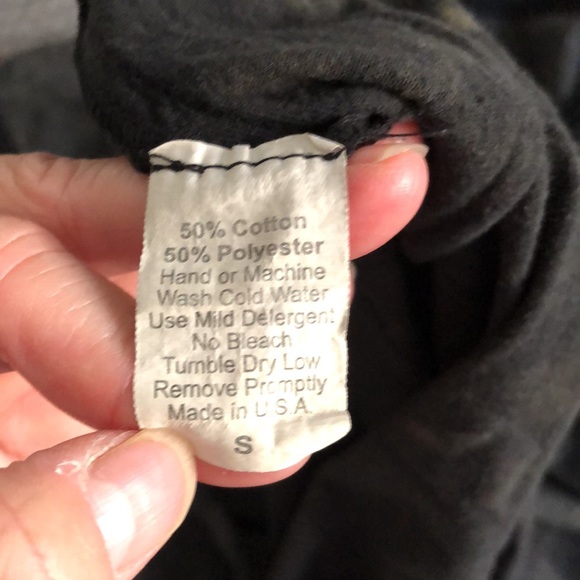 50% Cotton
50% Polyester
Hand or Machine
Wash Cold Water
Use Mild Detergent
No Bleach
Tumble Dry Low
Remove Promptly
Made in U.S.A.
S